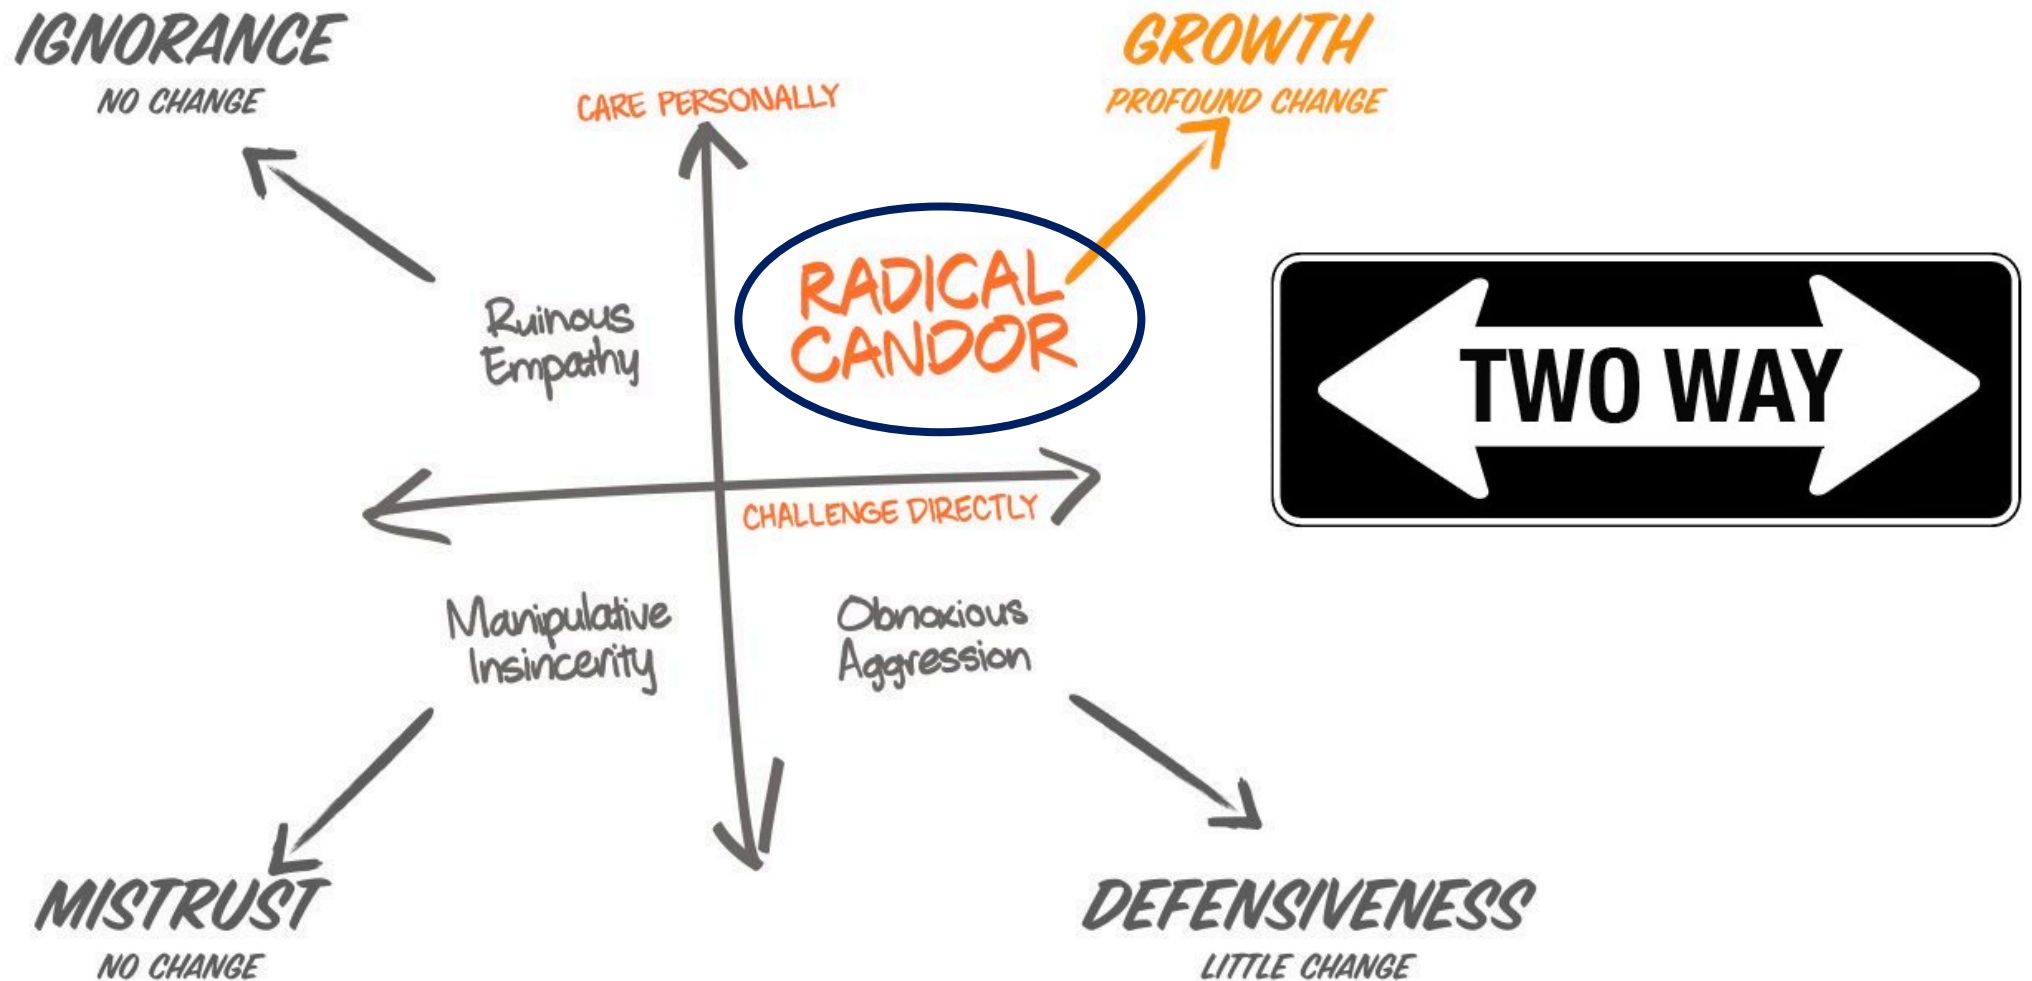 IGNORANCE
NO CHANGE
GROWTH
PROFOUND CHANGE
CARE PERSONALLY
Ruinous
Empathy
RADICAL
CANDOR
TWO WAY
CHALLENGE DIRECTLY
Manipulative
Insincerity
Obnoxious
Aggression
MISTRUST
NO CHANGE
DEFENSIVENESS
LITTLE CHANGE